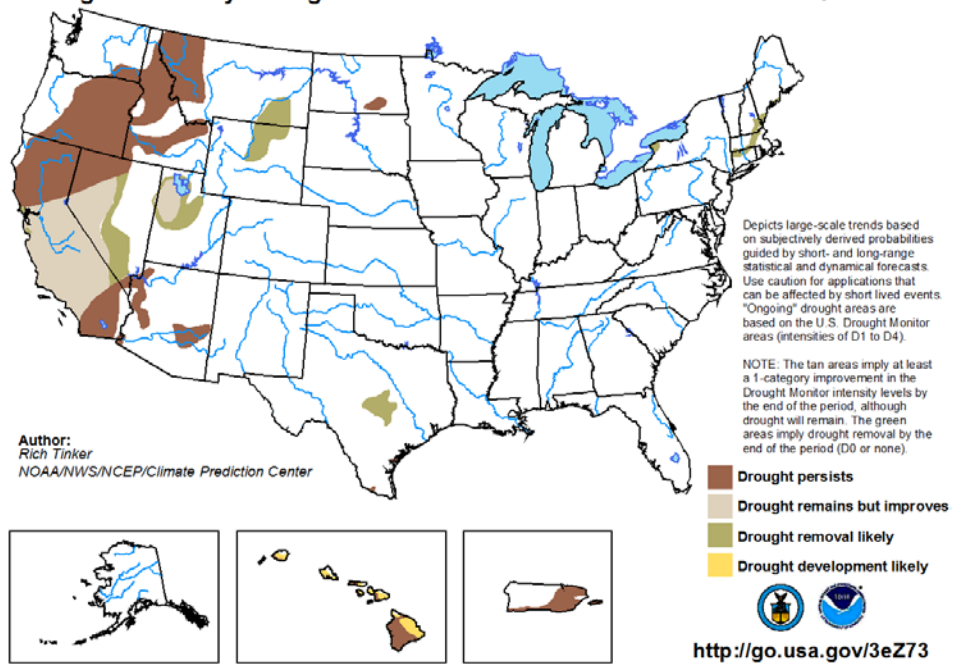 Depicts large-scale trends based
on subjectively derived probabilities
guided by short- and long-range
statistical and dynamical forecasts.
Use caution for applications that
can be affected by short lived events.
"Ongoing" drought areas are
based on the U.S. Drought Monitor
areas (intensities of D1 to D4).
NOTE: The tan areas imply at least
a 1-category improvement in the
Drought Monitor intensity levels by
the end of the period, although
drought will remain. The green
areas imply drought removal by the
end of the period (D0 or none).
Author:
Rich Tinker
NOAA/NWS/NCEP/Climate Prediction Center
Drought persists
Drought remains but improves
Drought removal likely
Drought development likely
http://go.usa.gov/3eZ73